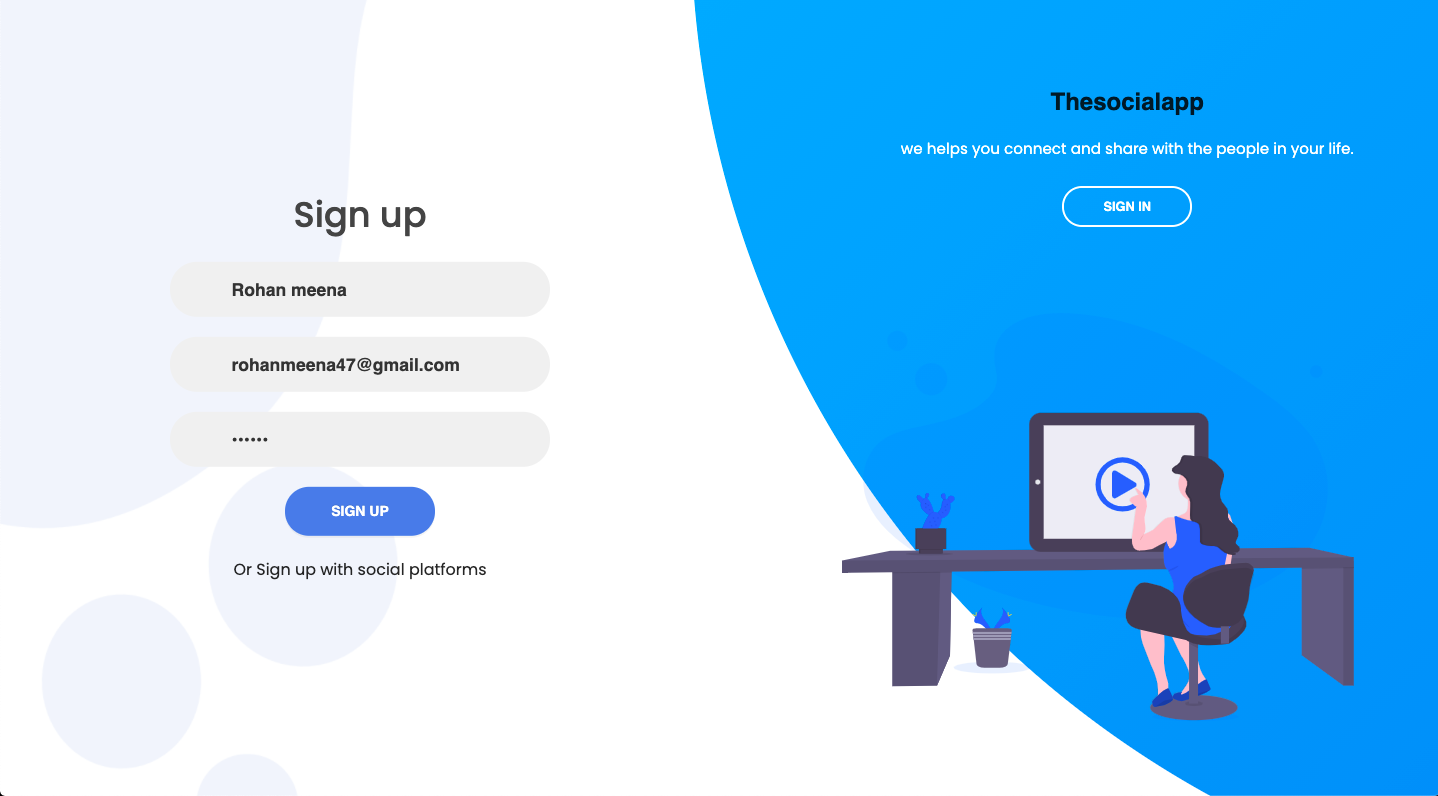 Sign up
Rohan meena
rohanmeena47@gmail.com
••••••
SIGN UP
Or Sign up with social platforms
Thesocialapp
we helps you connect and share with the people in your life.
SIGN IN